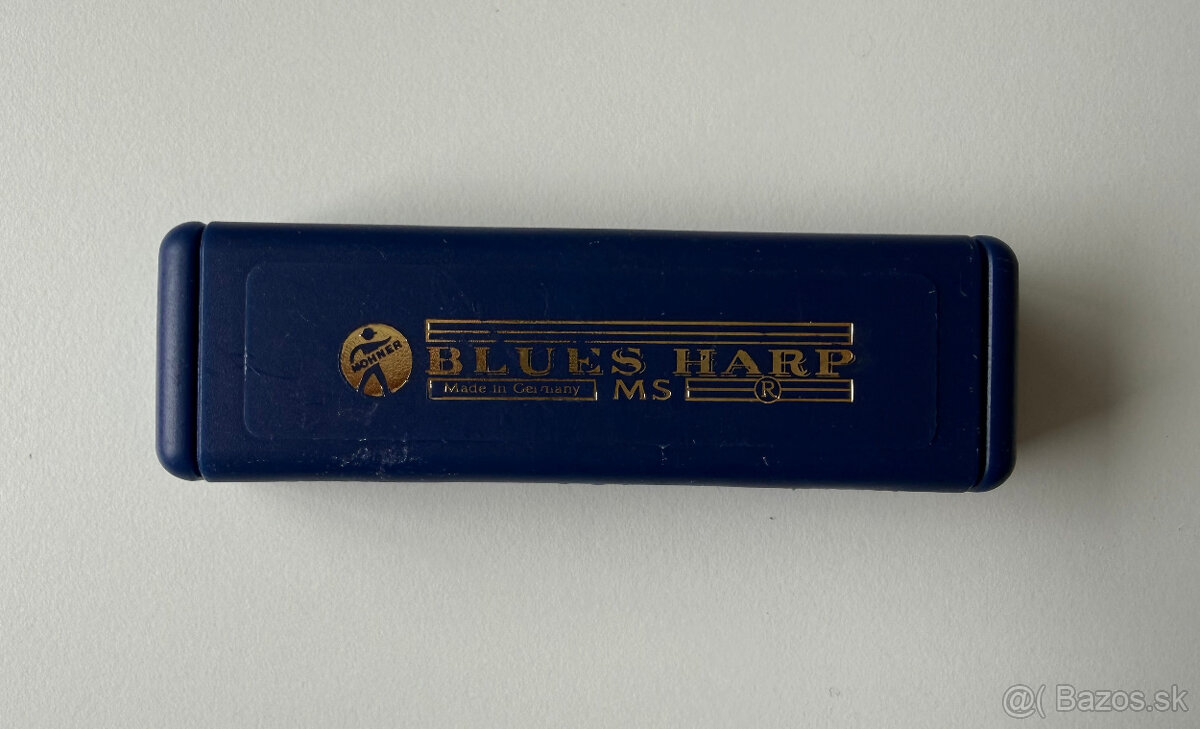 HOHNER
BLUES HARP
Made in Germany MS ®
@( Bazos.sk